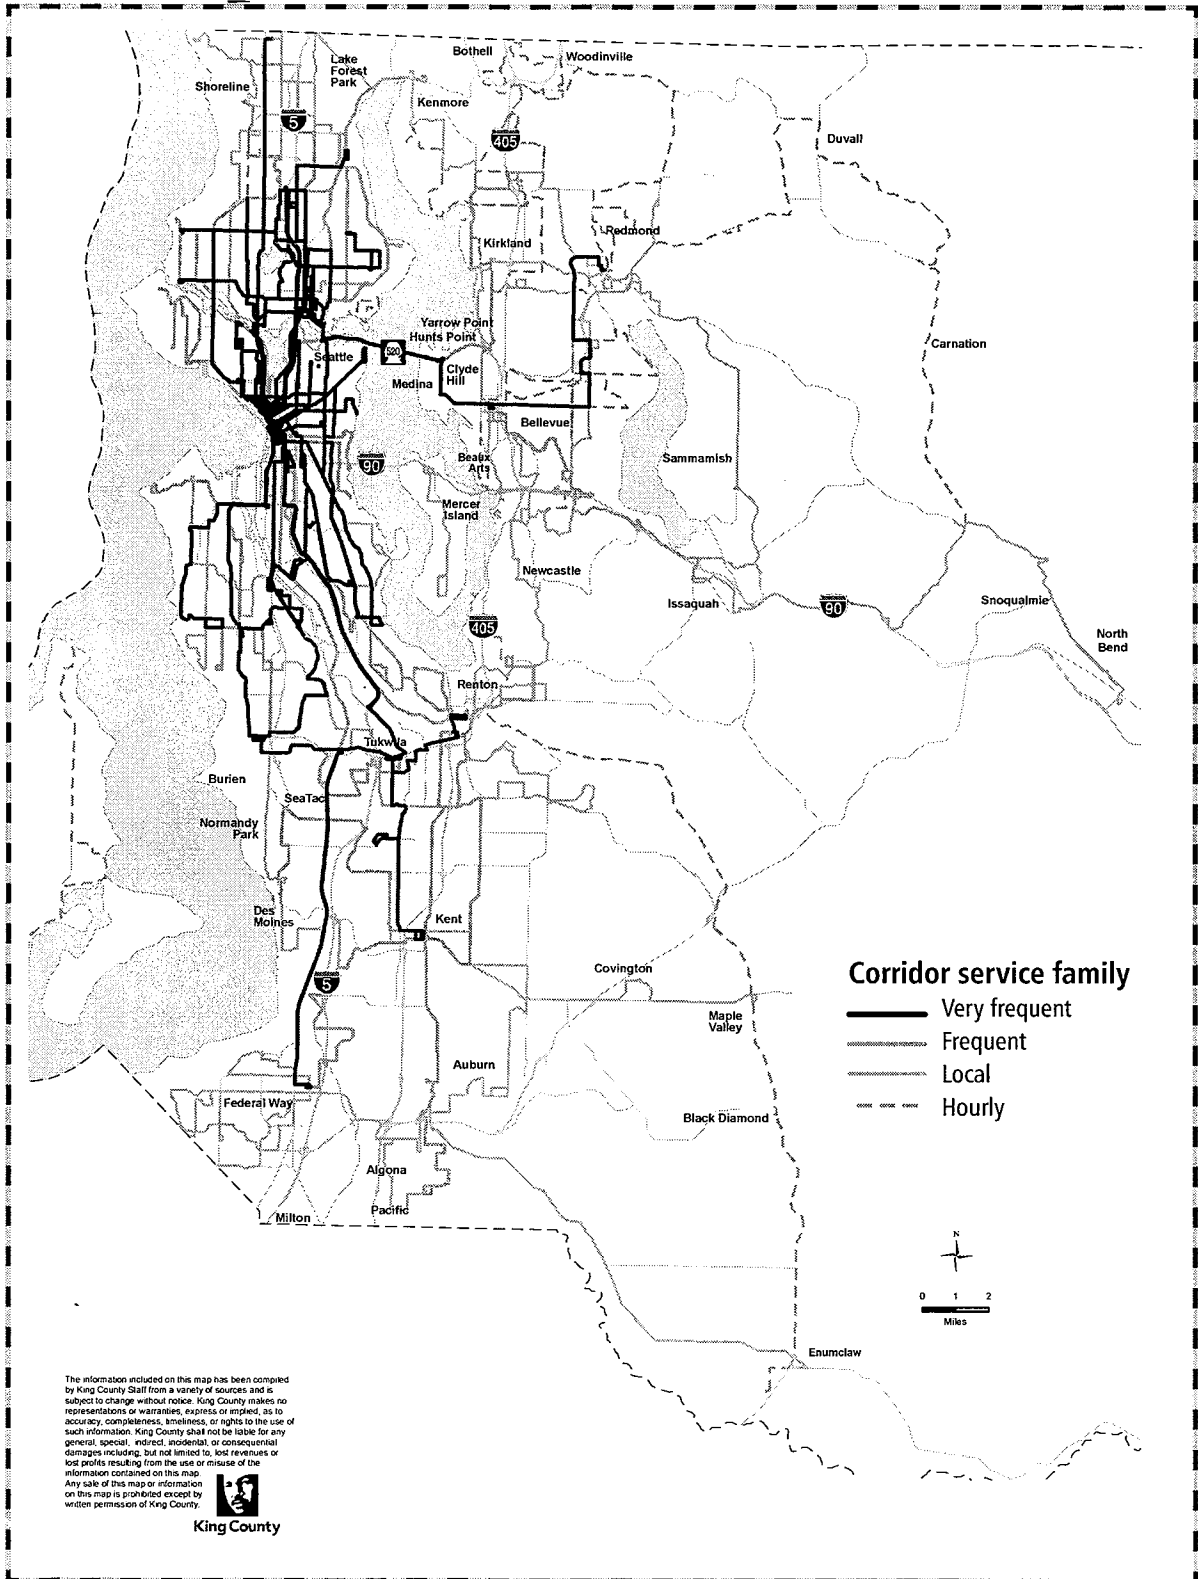 Bothell
Woodinville
Lake
Forest
Park
Shoreline
Kenmore
5
405
Duvall
Redmond
Kirkland
Yarrow Point
Hunts Point
Seattle
520
Clyde
Hill
Medina
Carnation
Bellevue
Beaux
Arts
90
Sammamish
Mercer
Island
Newcastle
Issaquah
90
Snoqualmie
405
North
Bend
Renton
Tukwila
Burien
SeaTac
Normandy
Park
Des
Moines
Kent
5
Covington
Maple
Valley
Auburn
Federal Way
Black Diamond
Algona
Pacific
Milton
Enumclaw
Corridor service family
Very frequent
Frequent
Local
Hourly
N
0 1 2
Miles
The information included on this map has been compiled
by King County Staff from a variety of sources and is
subject to change without notice. King County makes no
representations or warranties, express or implied, as to
accuracy, completeness, timeliness, or rights to the use of
such information. King County shall not be liable for any
general, special, indirect, incidental, or consequential
damages including, but not limited to, lost revenues or
lost profits resulting from the use or misuse of the
information contained on this map.
Any sale of this map or information
on this map is prohibited except by
written permission of King County.
King County